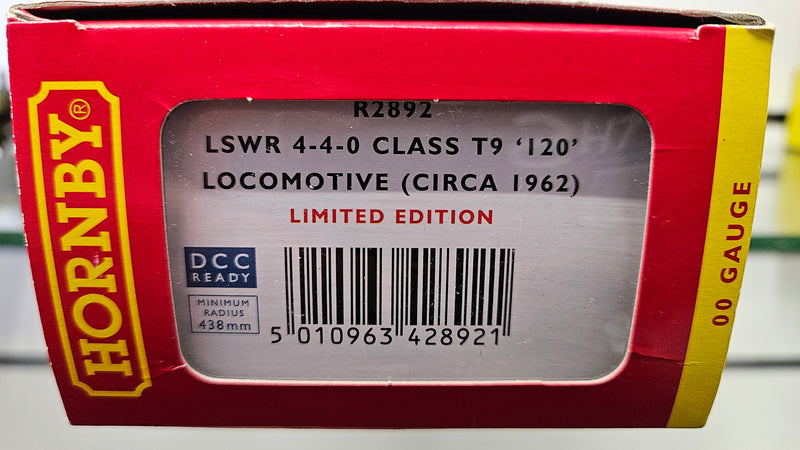 HORNBY®
R2892
LSWR 4-4-0 CLASS T9 ‘120’
LOCOMOTIVE (CIRCA 1962)
LIMITED EDITION
DCC
READY
MINIMUM
RADIUS
438mm
5 010963 428921
00 GAUGE